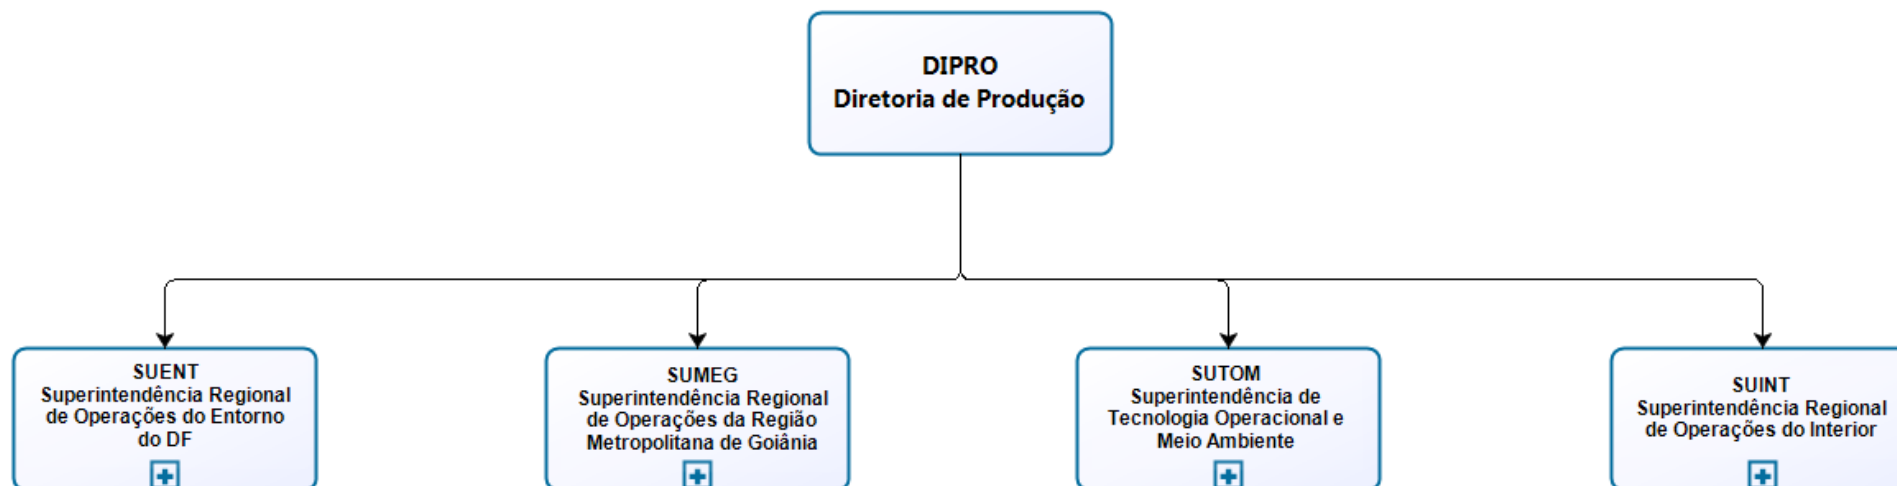 DIPRO
Diretoria de Produção
SUENT
Superintendência Regional
de Operações do Entorno
do DF
SUMEG
Superintendência Regional
de Operações da Região
Metropolitana de Goiânia
SUTOM
Superintendência de
Tecnologia Operacional e
Meio Ambiente
SUINT
Superintendência Regional
de Operações do Interior